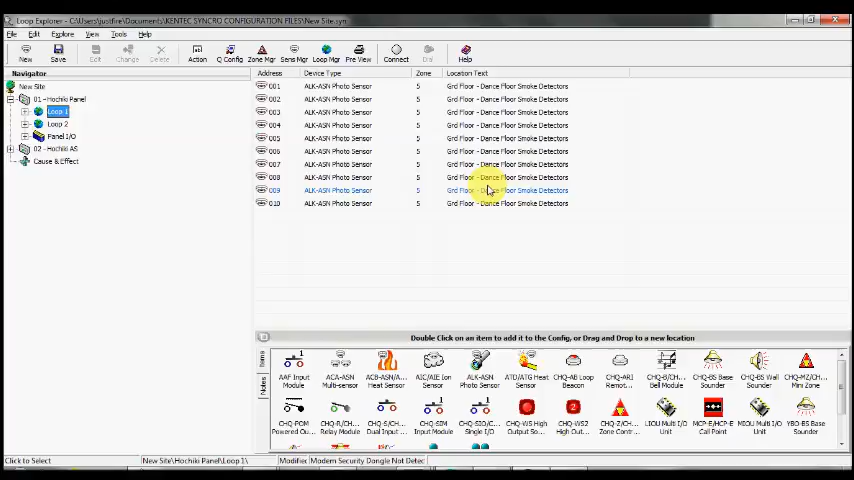 Loop Explorer - C:\Users\justfire\Documents\KENTEC SYNCRO CONFIGURATION FILES\New Site.syn
File Edit Explore View Tools Help
New Save Edit Change Delete Action Q Config Zone Mgr Sens Mgr Loop Mgr Pre View Connect Dial Help
Navigator
New Site
01 - Hochiki Panel
Loop 1
Loop 2
Panel I/O
02 - Hochiki AS
Cause & Effect
Address Device Type Zone Location Text
001 ALK-ASN Photo Sensor 5 Grd Floor - Dance Floor Smoke Detectors
002 ALK-ASN Photo Sensor 5 Grd Floor - Dance Floor Smoke Detectors
003 ALK-ASN Photo Sensor 5 Grd Floor - Dance Floor Smoke Detectors
004 ALK-ASN Photo Sensor 5 Grd Floor - Dance Floor Smoke Detectors
005 ALK-ASN Photo Sensor 5 Grd Floor - Dance Floor Smoke Detectors
006 ALK-ASN Photo Sensor 5 Grd Floor - Dance Floor Smoke Detectors
007 ALK-ASN Photo Sensor 5 Grd Floor - Dance Floor Smoke Detectors
008 ALK-ASN Photo Sensor 5 Grd Floor - Dance Floor Smoke Detectors
009 ALK-ASN Photo Sensor 5 Grd Floor - Dance Floor Smoke Detectors
010 ALK-ASN Photo Sensor 5 Grd Floor - Dance Floor Smoke Detectors
Double Click on an item to add it to the Config, or Drag and Drop to a new location
Items
Notes
AAF Input Module
ACA-ASN Multi-sensor
ACB-ASN/A... Heat Sensor
AIC/AIE Ion Sensor
ALK-ASN Photo Sensor
ATD/ATG Heat Sensor
CHQ-AB Loop Beacon
CHQ-ARI Remot...
CHQ-B/CH... Bell Module
CHQ-BS Base Sounder
CHQ-BS Wall Sounder
CHQ-MZ/CH... Mini Zone
CHQ-POM Powered Ou...
CHQ-R/CH... Relay Module
CHQ-S/CH... Dual Input ...
CHQ-SIM Input Module
CHQ-SIO/C... Single I/O
CHQ-WS High Output So...
CHQ-WS2 High Out...
CHQ-Z/CH... Zone Contr...
LIOU Multi I/O Unit
MCP-E/HCP-E Call Point
MIOU Multi I/O Unit
YBO-BS Base Sounder
Click to Select New Site\Hochiki Panel\Loop 1\ Modified Modern Security Dongle Not Detec